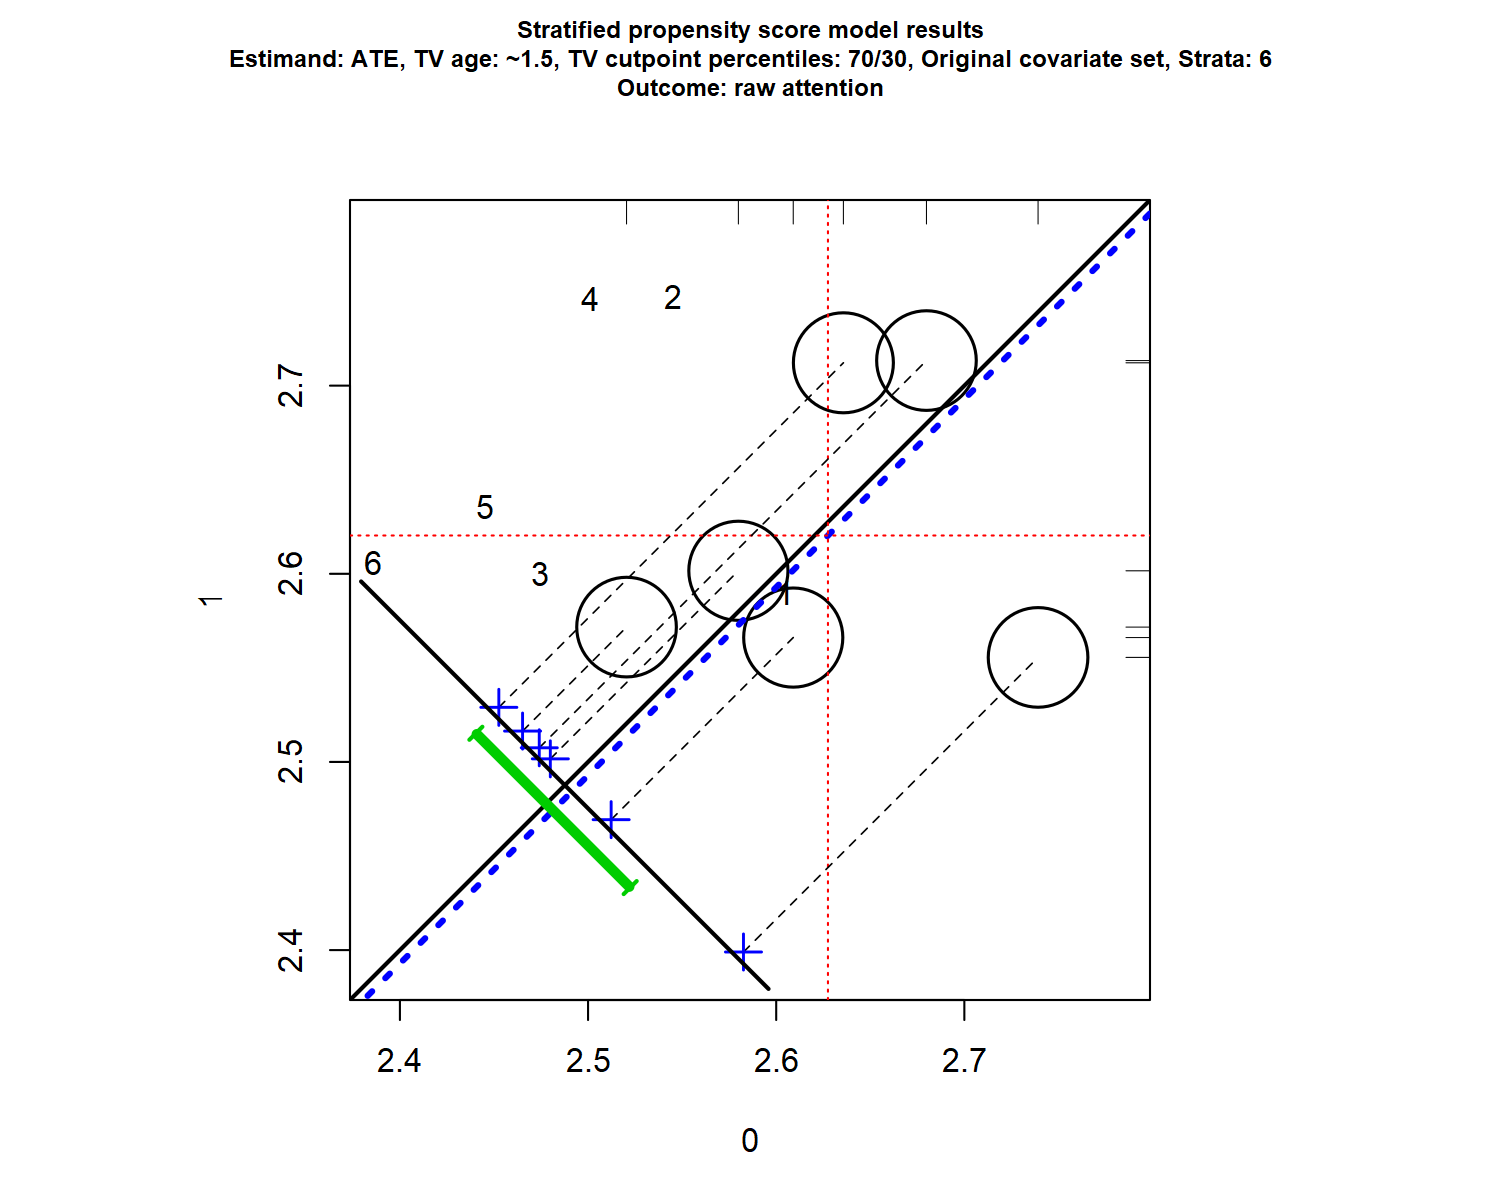 Stratified propensity score model results
Estimand: ATE, TV age: ~1.5, TV cutpoint percentiles: 70/30, Original covariate set, Strata: 6
Outcome: raw attention
4 2
2.7
5
6
3
2.6
1
1
2.5
2.4
2.4 2.5 2.6 2.7
0